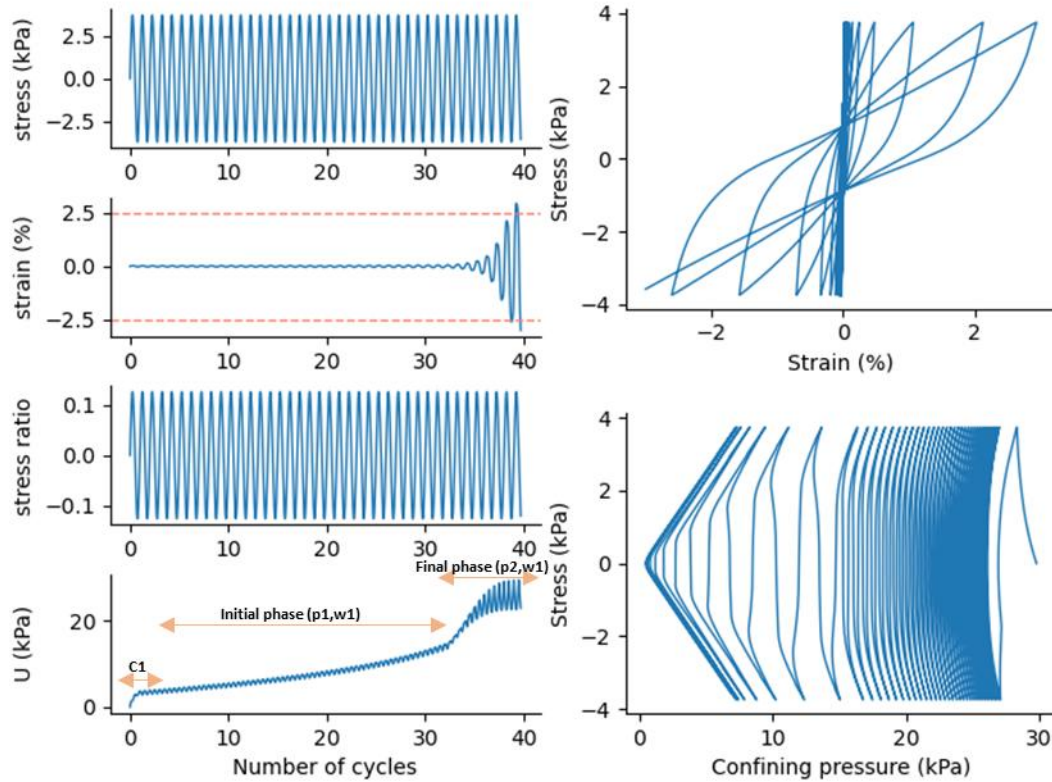 stress (kPa)
2.5
0.0
−2.5
0 10 20 30 40
strain (%)
2.5
0.0
−2.5
0 10 20 30 40
stress ratio
0.1
0.0
−0.1
0 10 20 30 40
U (kPa)
20
0
C1
Initial phase (p1,w1)
Final phase (p2,w1)
0 10 20 30 40
Number of cycles
Stress (kPa)
4
2
0
−2
−4
−2 0 2
Strain (%)
Stress (kPa)
4
2
0
−2
−4
0 10 20 30
Confining pressure (kPa)